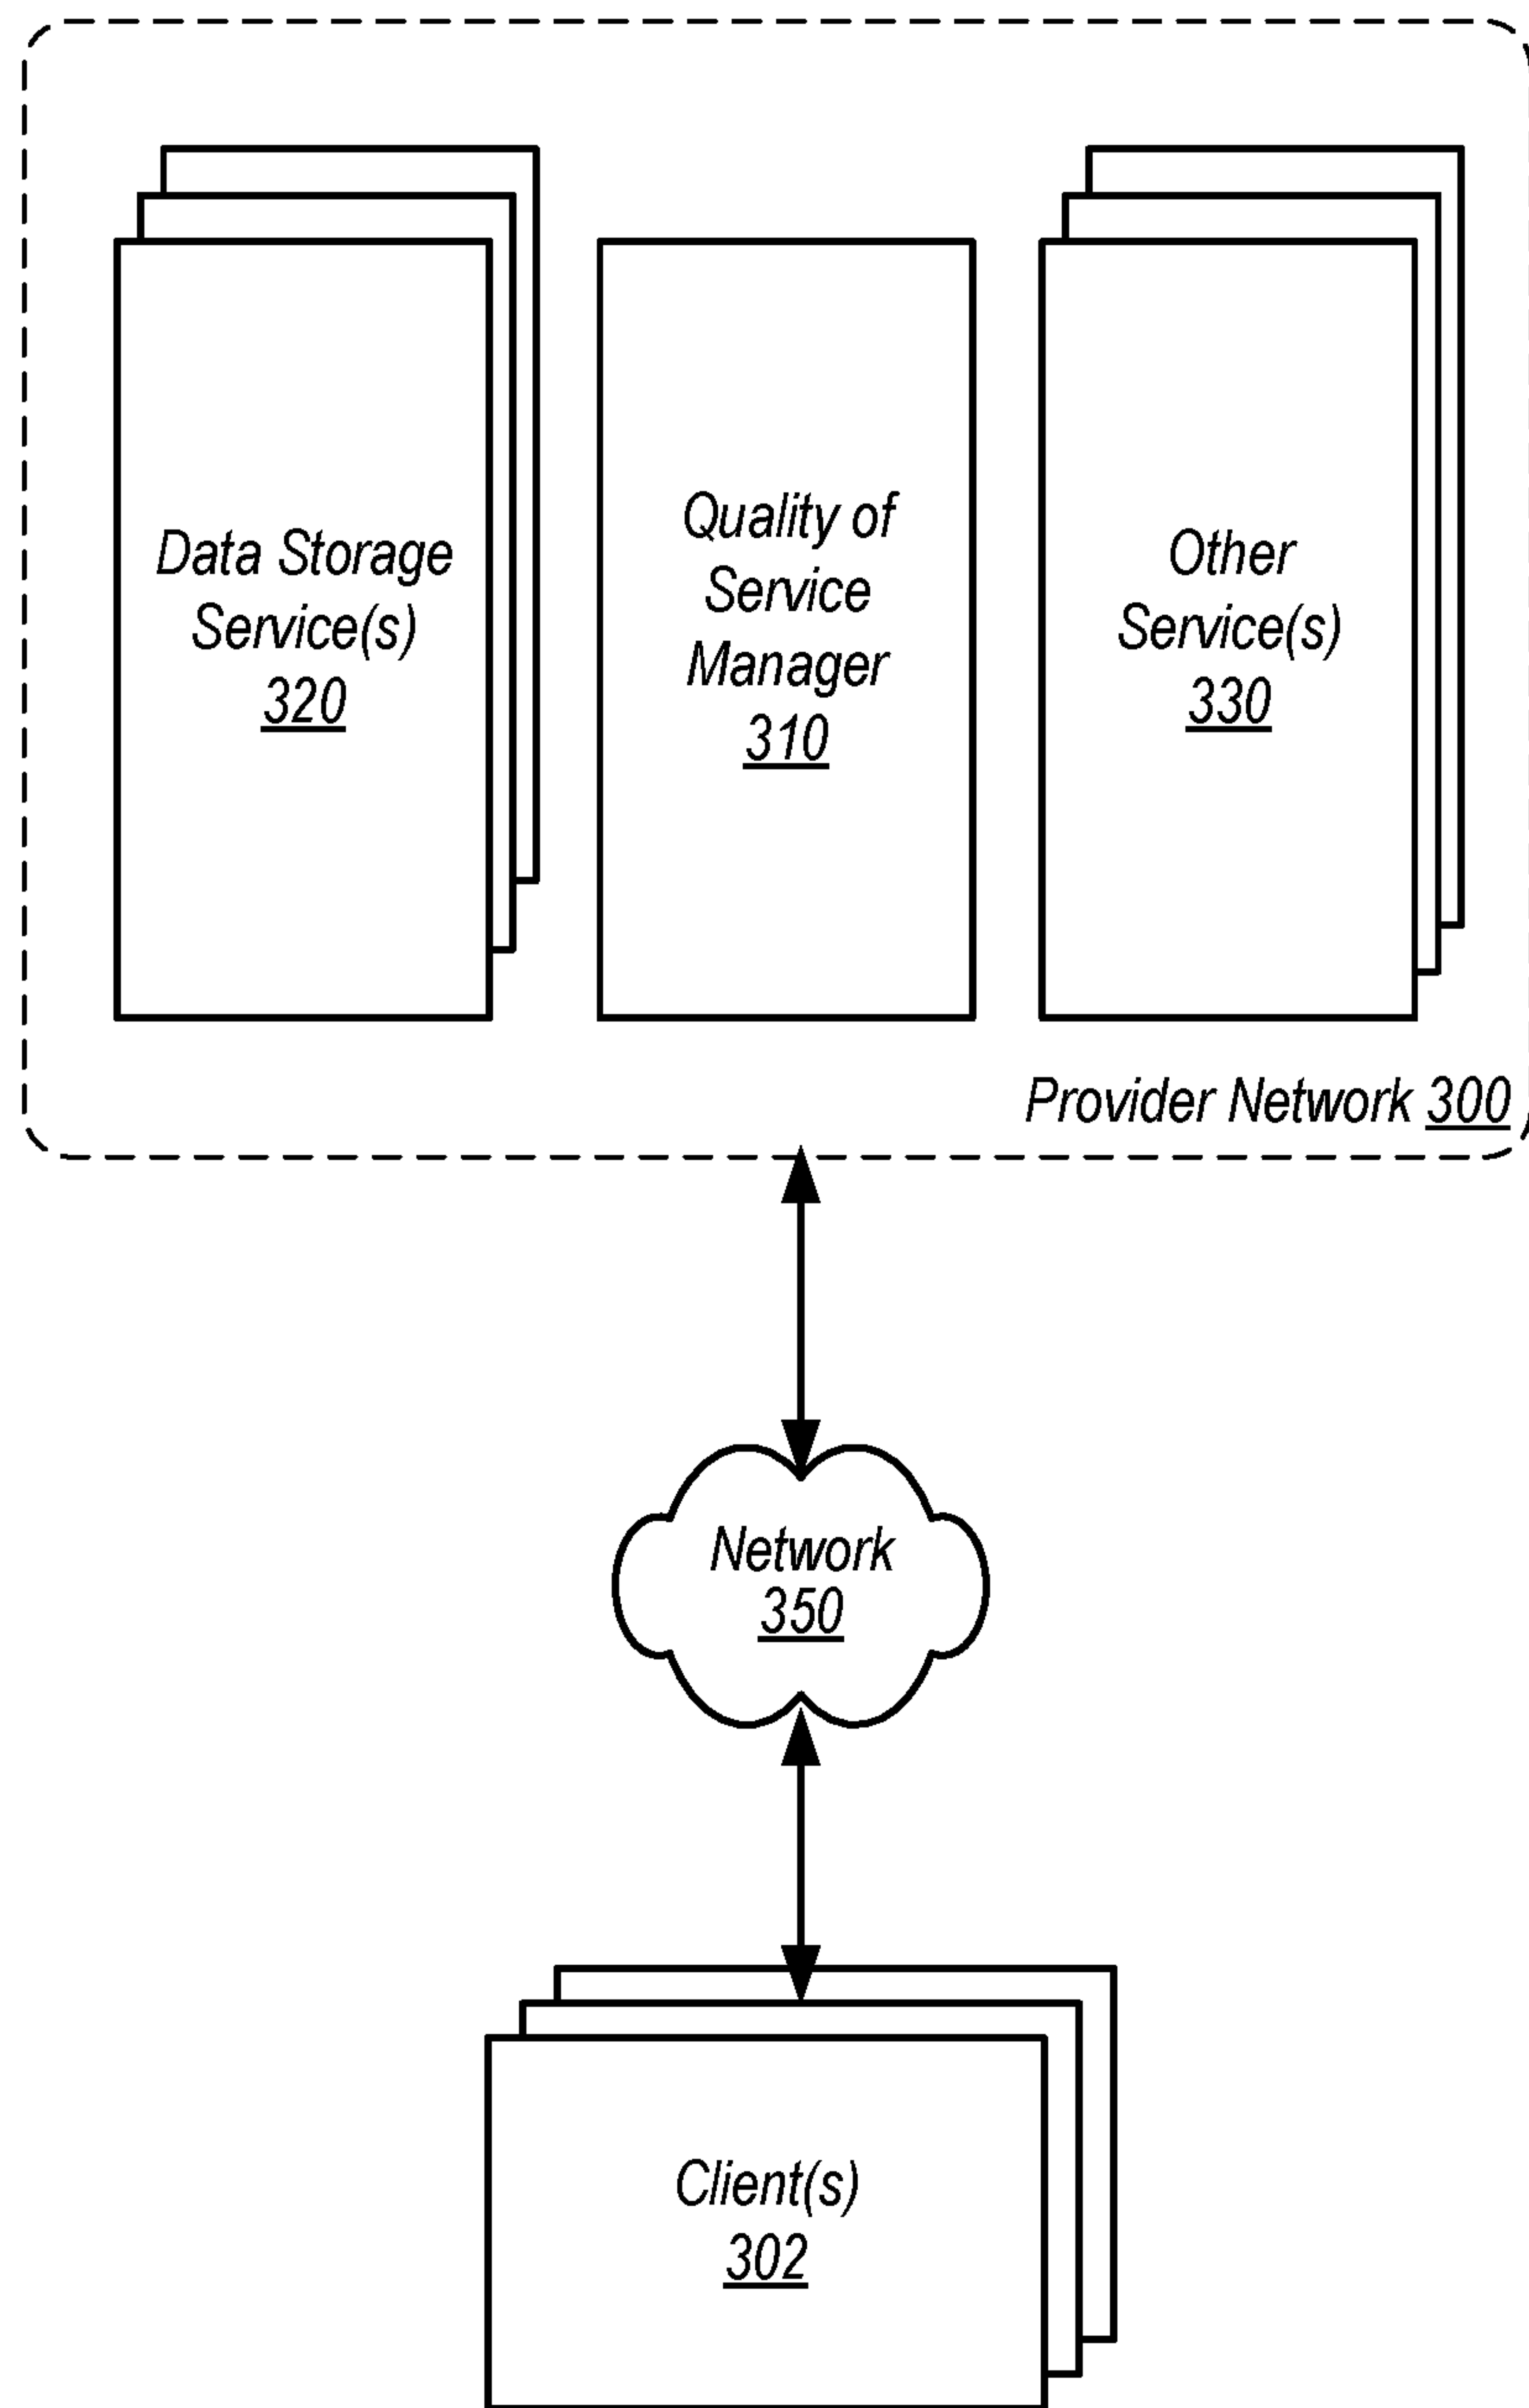 Data Storage
Service(s)
320
Quality of
Service
Manager
310
Other
Service(s)
330
Provider Network 300
Network
350
Client(s)
302